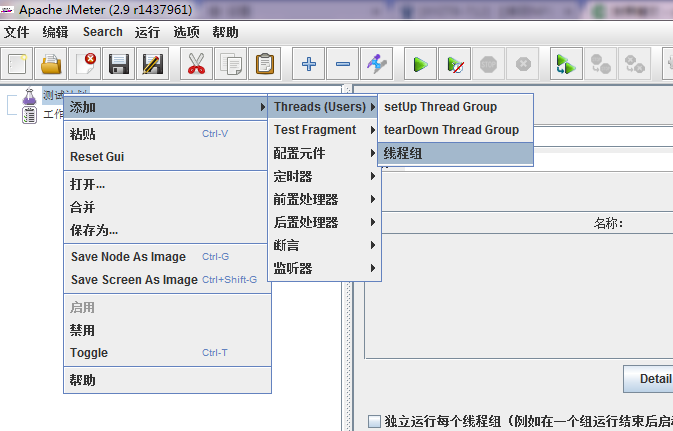 Apache JMeter (2.9 r1437961)
文件 编辑 Search 运行 选项 帮助
测试计划
工作
添加
粘贴 Ctrl-V
Reset Gui
打开...
合并
保存为...
Save Node As Image Ctrl-G
Save Screen As Image Ctrl+Shift-G
启用
禁用
Toggle Ctrl-T
帮助
Threads (Users)
Test Fragment
配置元件
定时器
前置处理器
后置处理器
断言
监听器
setUp Thread Group
tearDown Thread Group
线程组
名称:
Detail
独立运行每个线程组（例如在一个组运行结束后启动